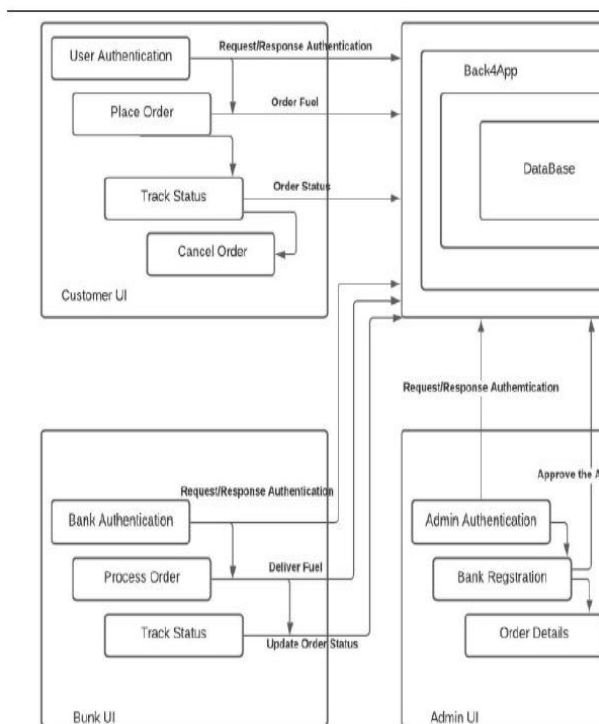 User Authentication
Request/Response Authentication
Place Order
Order Fuel
Track Status
Order Status
Cancel Order
Customer UI
Back4App
DataBase
Request/Response Authemtication
Request/Response Authentication
Bank Authentication
Process Order
Deliver Fuel
Track Status
Update Order Status
Bunk UI
Approve the A
Admin Authentication
Bank Regstration
Order Details
Admin UI